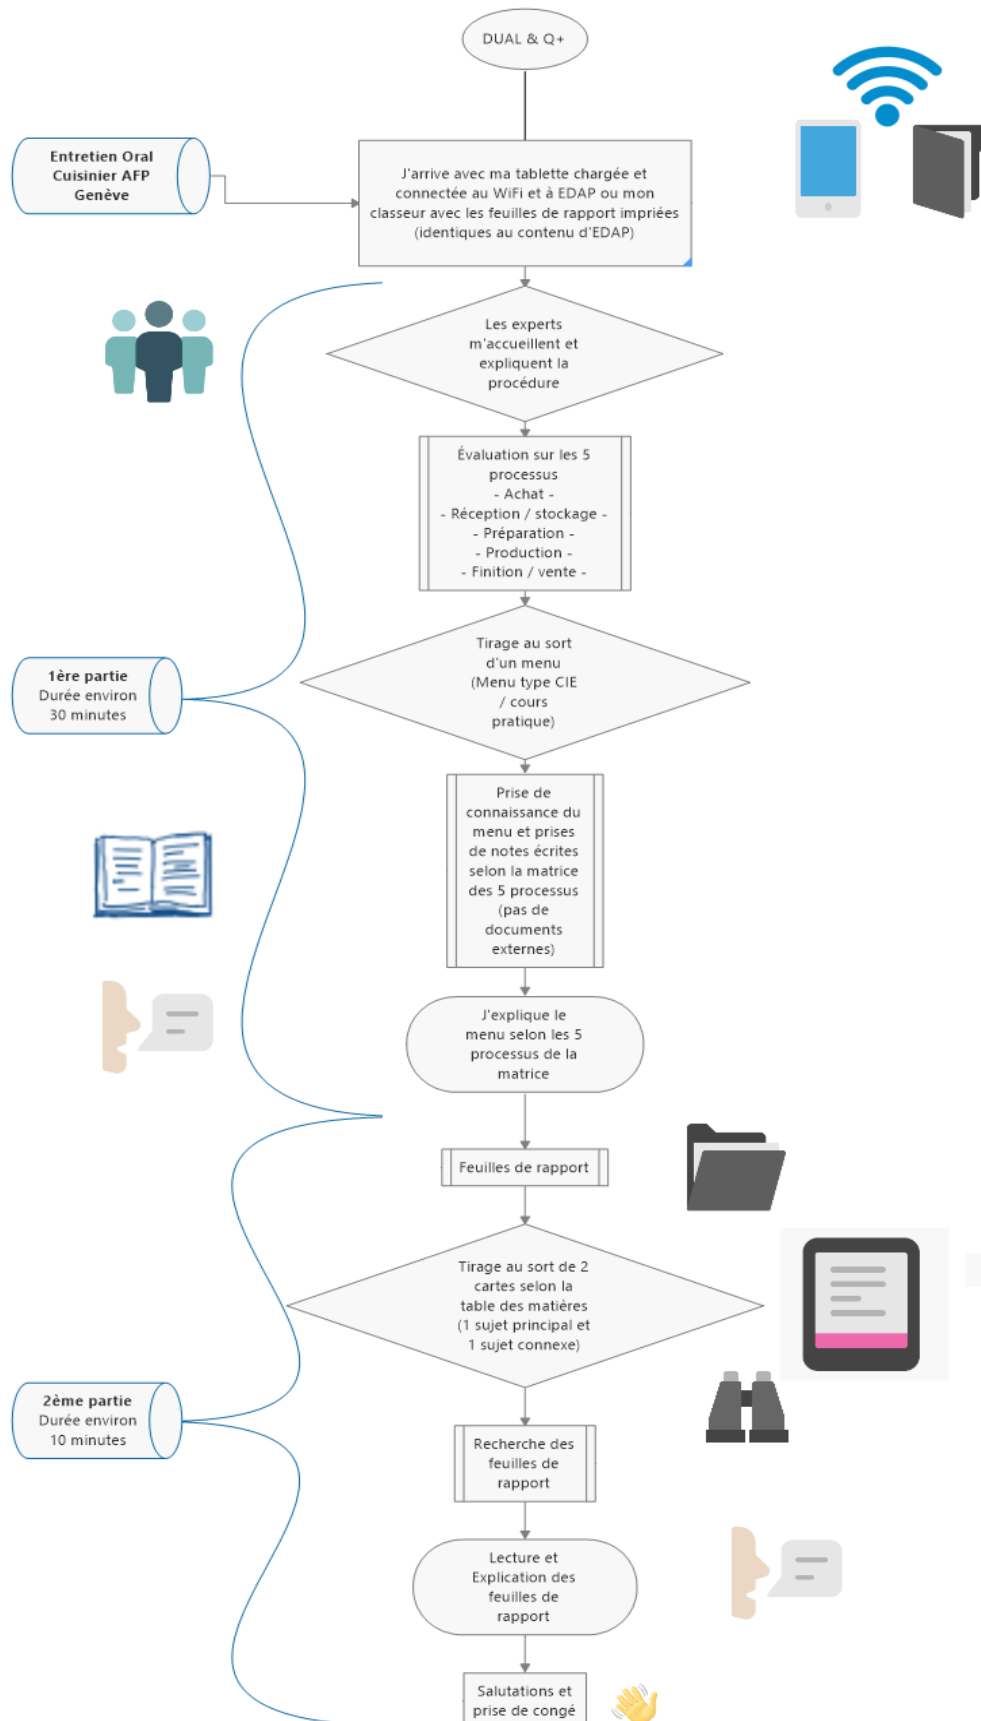 DUAL & Q+
Entretien Oral
Cuisinier AFP
Genève
J'arrive avec ma tablette chargée et
connectée au WiFi et à EDAP ou mon
classeur avec les feuilles de rapport impriées
(identiques au contenu d'EDAP)
Les experts
m'accueillent et
expliquent la
procédure
Évaluation sur les 5
processus
- Achat -
- Réception / stockage -
- Préparation -
- Production -
- Finition / vente -
Tirage au sort
d'un menu
(Menu type CIE
/ cours
pratique)
1ère partie
Durée environ
30 minutes
Prise de
connaissance du
menu et prises
de notes écrites
selon la matrice
des 5 processus
(pas de
documents
externes)
J'explique le
menu selon les 5
processus de la
matrice
Feuilles de rapport
Tirage au sort de 2
cartes selon la
table des matières
(1 sujet principal et
1 sujet connexe)
2ème partie
Durée environ
10 minutes
Recherche des
feuilles de
rapport
Lecture et
Explication des
feuilles de
rapport
Salutations et
prise de congé